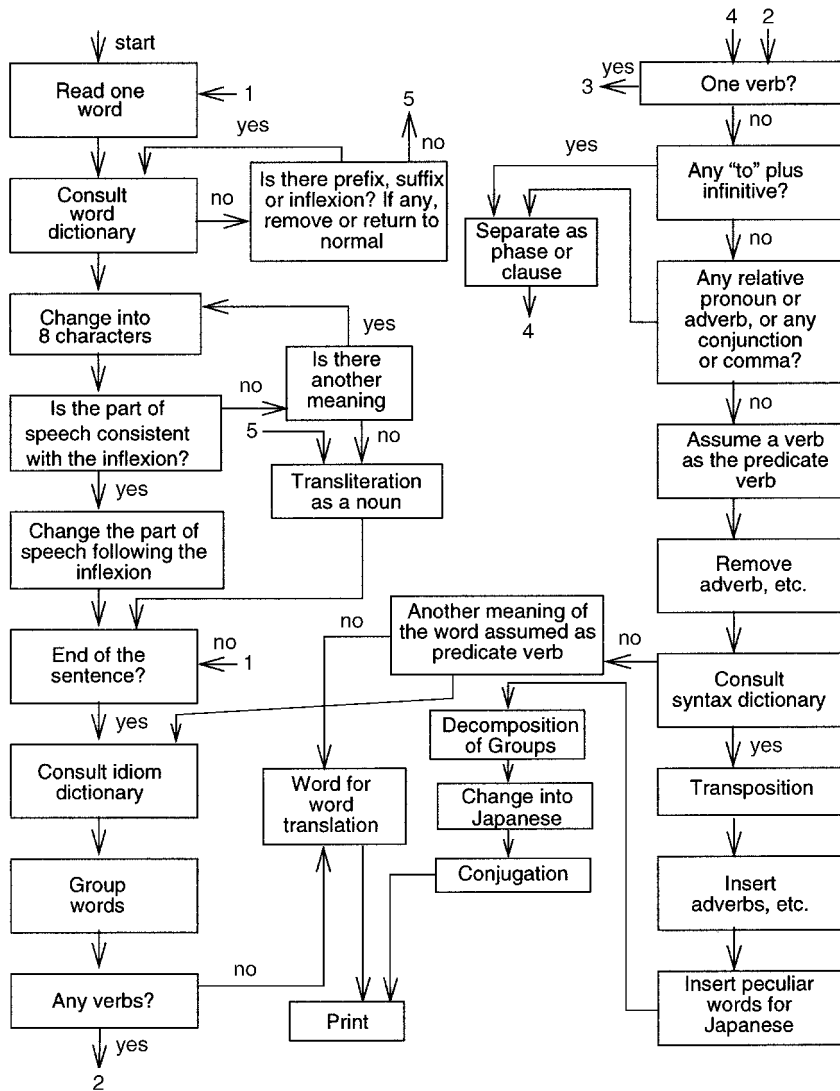 start
Read one
word
1
yes
5
no
Consult
word
dictionary
no
Is there prefix, suffix
or inflexion? If any,
remove or return to
normal
Change into
8 characters
yes
Is there
another
meaning
no
Is the part of
speech consistent
with the inflexion?
5
no
Transliteration
as a noun
yes
Change the part of
speech following the
inflexion
End of the
sentence?
no
1
yes
Consult idiom
dictionary
Group
words
Any verbs?
no
yes
2
Word for
word
translation
Print
no
Another meaning of
the word assumed as
predicate verb
no
Decomposition
of Groups
Change into
Japanese
Conjugation
4
2
One verb?
yes
3
no
Any “to” plus
infinitive?
yes
Separate as
phase or
clause
4
no
Any relative
pronoun or
adverb, or any
conjunction
or comma?
no
Assume a verb
as the predicate
verb
Remove
adverb, etc.
Consult
syntax dictionary
yes
Transposition
Insert
adverbs, etc.
Insert peculiar
words for
Japanese